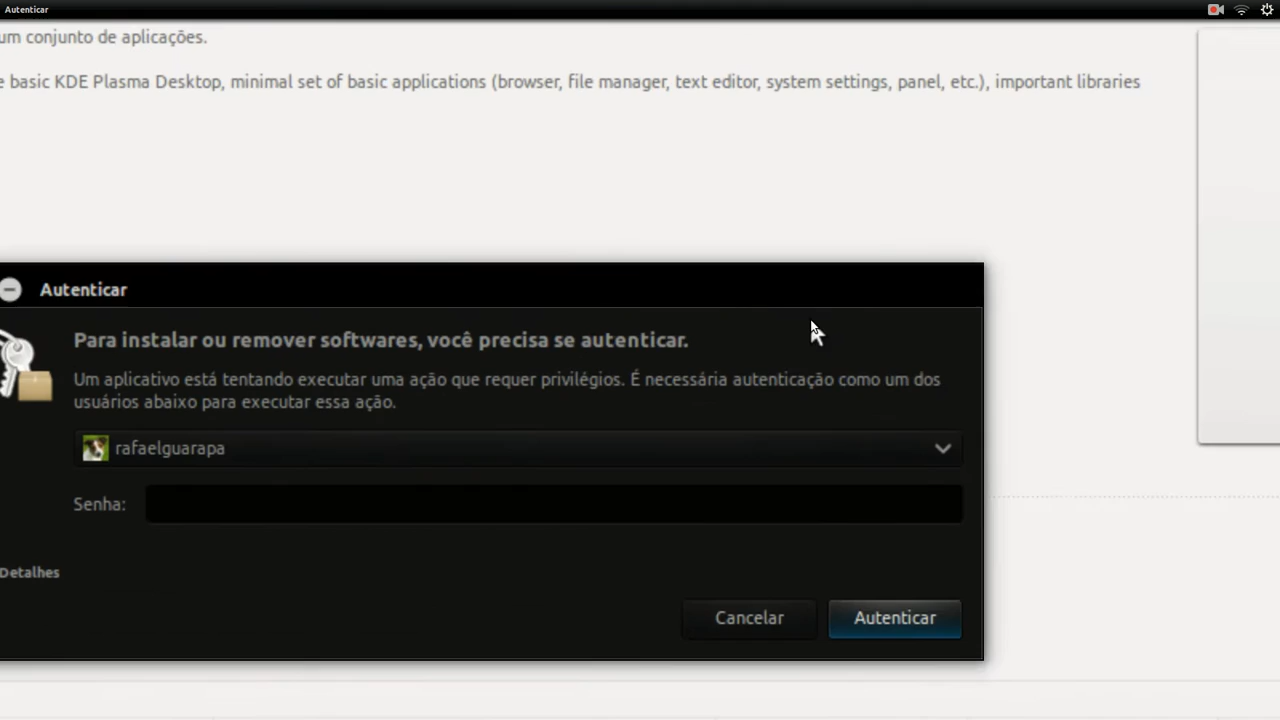 Autenticar
um conjunto de aplicações.
e basic KDE Plasma Desktop, minimal set of basic applications (browser, file manager, text editor, system settings, panel, etc.), important libraries
Autenticar
Para instalar ou remover softwares, você precisa se autenticar.
Um aplicativo está tentando executar uma ação que requer privilégios. É necessária autenticação como um dos
usuários abaixo para executar essa ação.
rafaelguarapa
Senha:
Detalhes
Cancelar
Autenticar